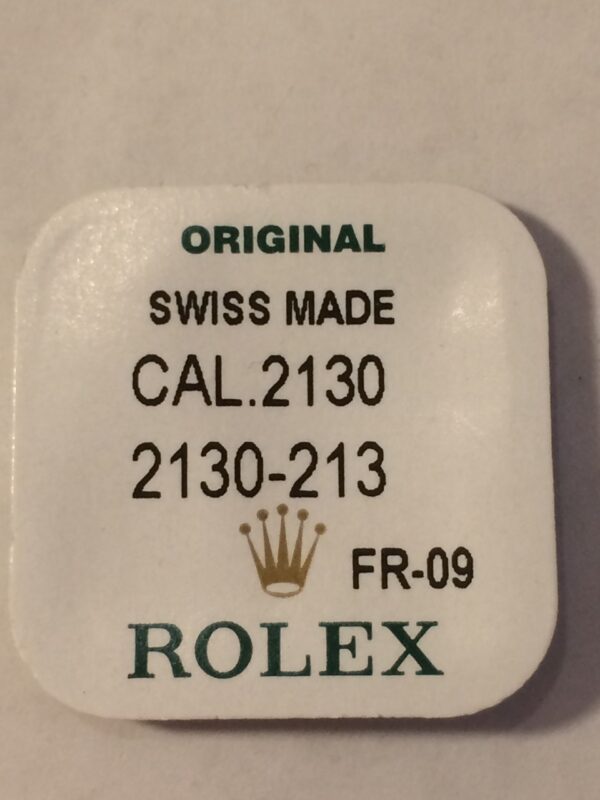 ORIGINAL
SWISS MADE
CAL.2130
2130-213
FR-09
ROLEX